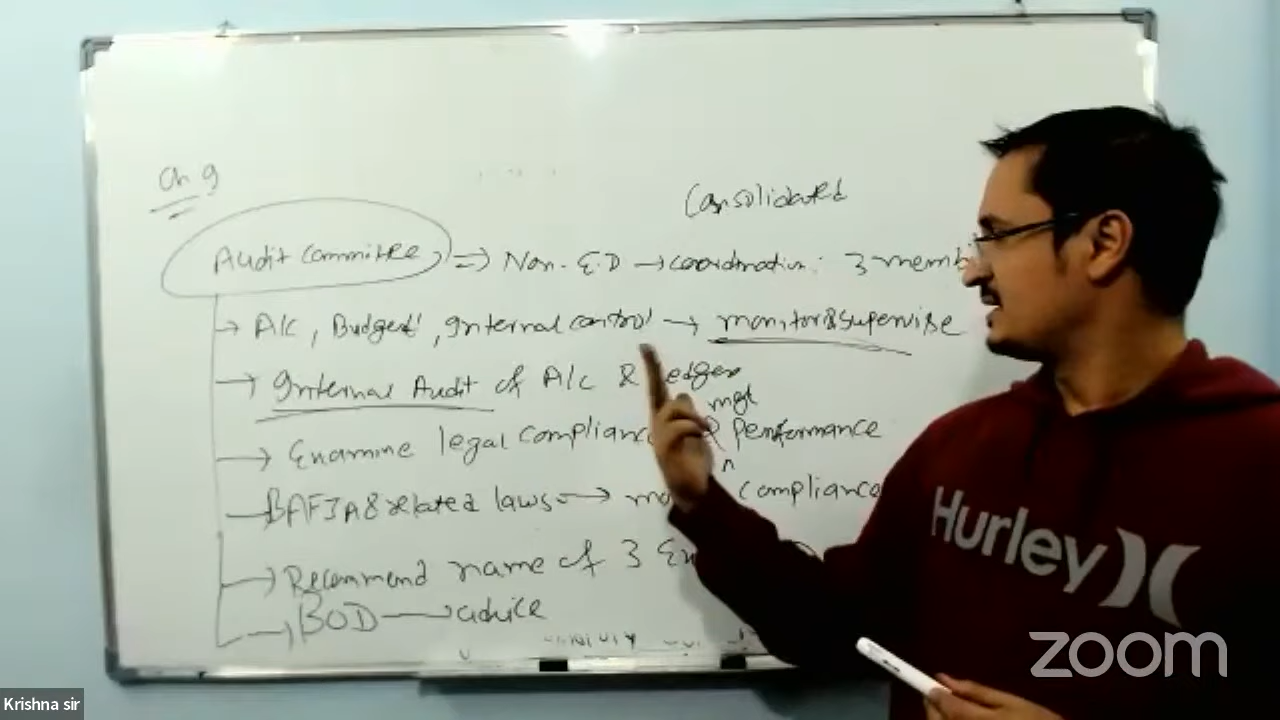 Ch 9
Consolidated
Audit Committee => Non-E.D → coordination: 3 memb
→ A/C, Budget, Internal control → monitor & supervise
→ Internal Audit of A/C & ledger
mgt
→ Examine legal compliance & performance
→ BAFIA & related laws → compliance
→ Recommend name of 3
→ BOD → advice
Hurley
zoom
Krishna sir